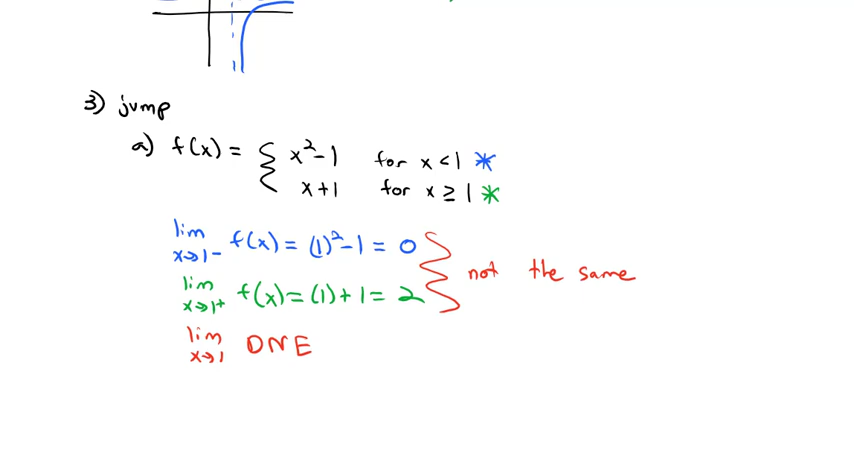 3) jump
a) f(x) = { x²-1 for x < 1 *
x+1 for x ≥ 1 *
lim x→1- f(x) = (1)²-1 = 0
not the same
lim x→1+ f(x) = (1)+1 = 2
lim x→1 DNE